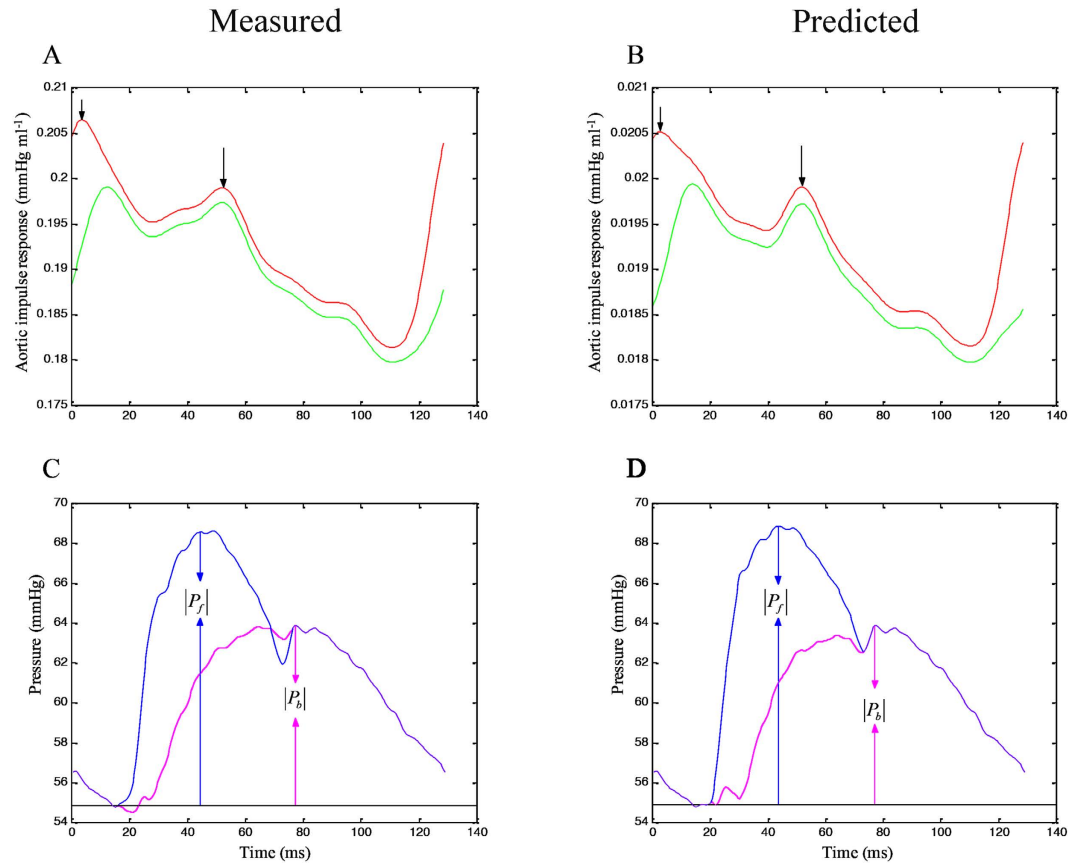 Measured
Predicted
A
B
0.21
0.205
0.2
0.195
0.19
0.185
0.18
0.175
0 20 40 60 80 100 120 140
Aortic impulse response (mmHg ml-1)
0.021
0.0205
0.02
0.0195
0.019
0.0185
0.018
0.0175
0 20 40 60 80 100 120 140
Aortic impulse response (mmHg ml-1)
C
D
70
68
66
64
62
60
58
56
54
0 20 40 60 80 100 120 140
Pressure (mmHg)
Time (ms)
|Pf|
|Pb|
70
68
66
64
62
60
58
56
54
0 20 40 60 80 100 120 140
Pressure (mmHg)
Time (ms)
|Pf|
|Pb|